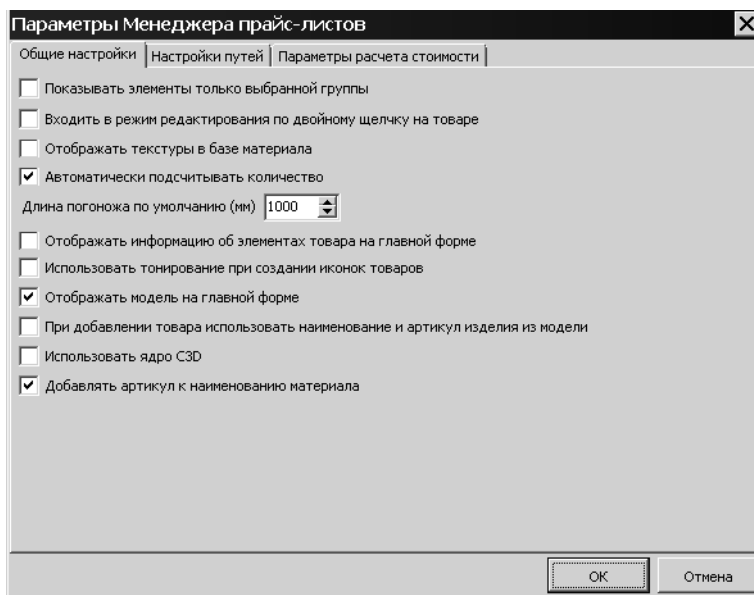 Параметры Менеджера прайс-листов
Общие настройки Настройки путей Параметры расчета стоимости
Показывать элементы только выбранной группы
Входить в режим редактирования по двойному щелчку на товаре
Отображать текстуры в базе материала
Автоматически подсчитывать количество
Длина погоножа по умолчанию (мм) 1000
Отображать информацию об элементах товара на главной форме
Использовать тонирование при создании иконок товаров
Отображать модель на главной форме
При добавлении товара использовать наименование и артикул изделия из модели
Использовать ядро C3D
Добавлять артикул к наименованию материала
ОК Отмена